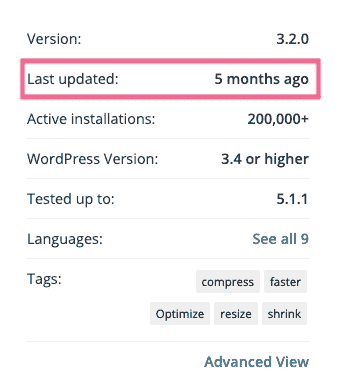 Version: 3.2.0
Last updated: 5 months ago
Active installations: 200,000+
WordPress Version: 3.4 or higher
Tested up to: 5.1.1
Languages: See all 9
Tags: compress faster
Optimize resize shrink
Advanced View